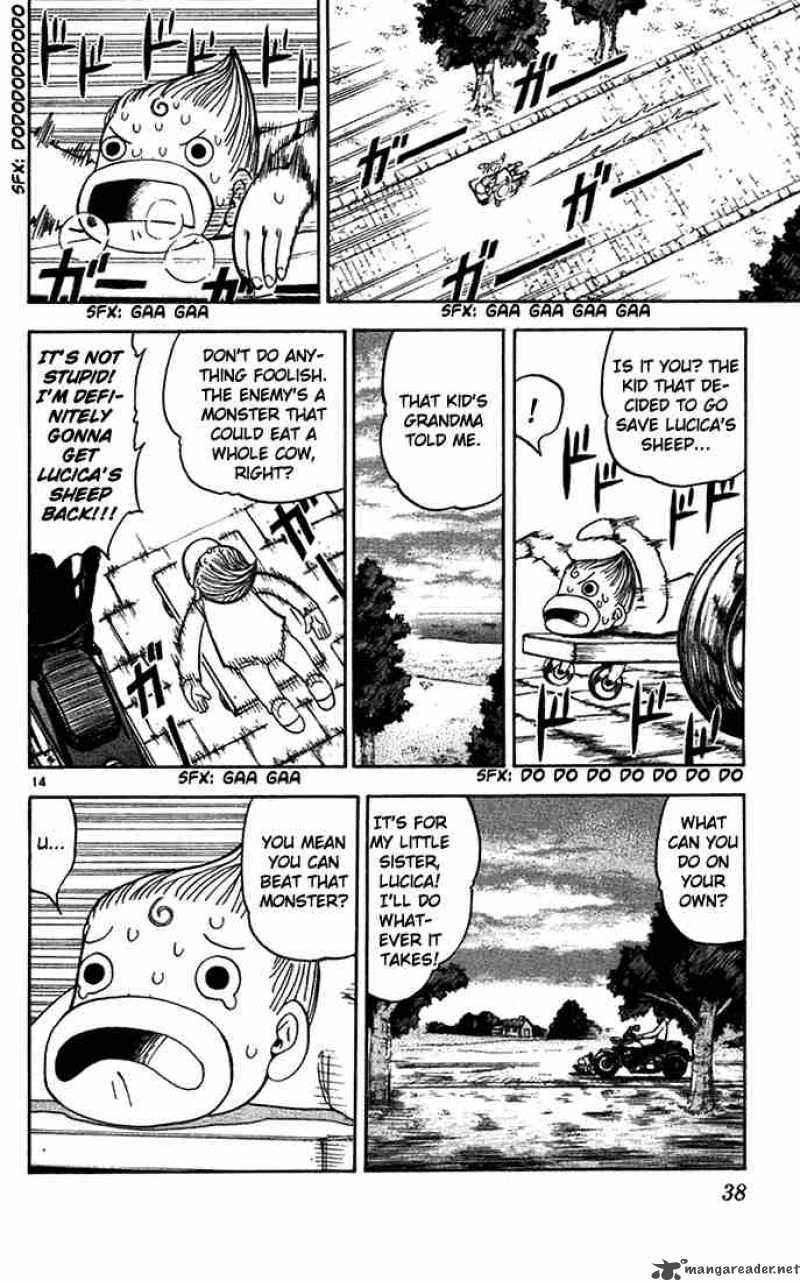 ガーガーガーガー
SFX: GAA GAA GAA GAA
SFX: DOPOPOPOPOPO
ドドド
ガーガー
SFX: GAA GAA
IS IT YOU? THE
KID THAT DE-
CIDED TO GO
SAVE LUCICA'S
SHEEP...
!
ドドドドドドド
SFX: DO DO DO DO DO DO DO
THAT KID'S
GRANDMA
TOLD ME.
DON'T DO ANY-
THING FOOLISH.
THE ENEMY'S A
MONSTER THAT
COULD EAT A
WHOLE COW,
RIGHT?
IT'S NOT
STUPID!
I'M DEFI-
NITELY
GONNA
GET
LUCICA'S
SHEEP
BACK!!!
ガーガー
SFX: GAA GAA
14
WHAT
CAN YOU
DO ON
YOUR
OWN?
IT'S FOR
MY LITTLE
SISTER,
LUCICA!
I'LL DO
WHAT-
EVER IT
TAKES!
YOU MEAN
YOU CAN
BEAT THAT
MONSTER?
U...
38
mangareader.net